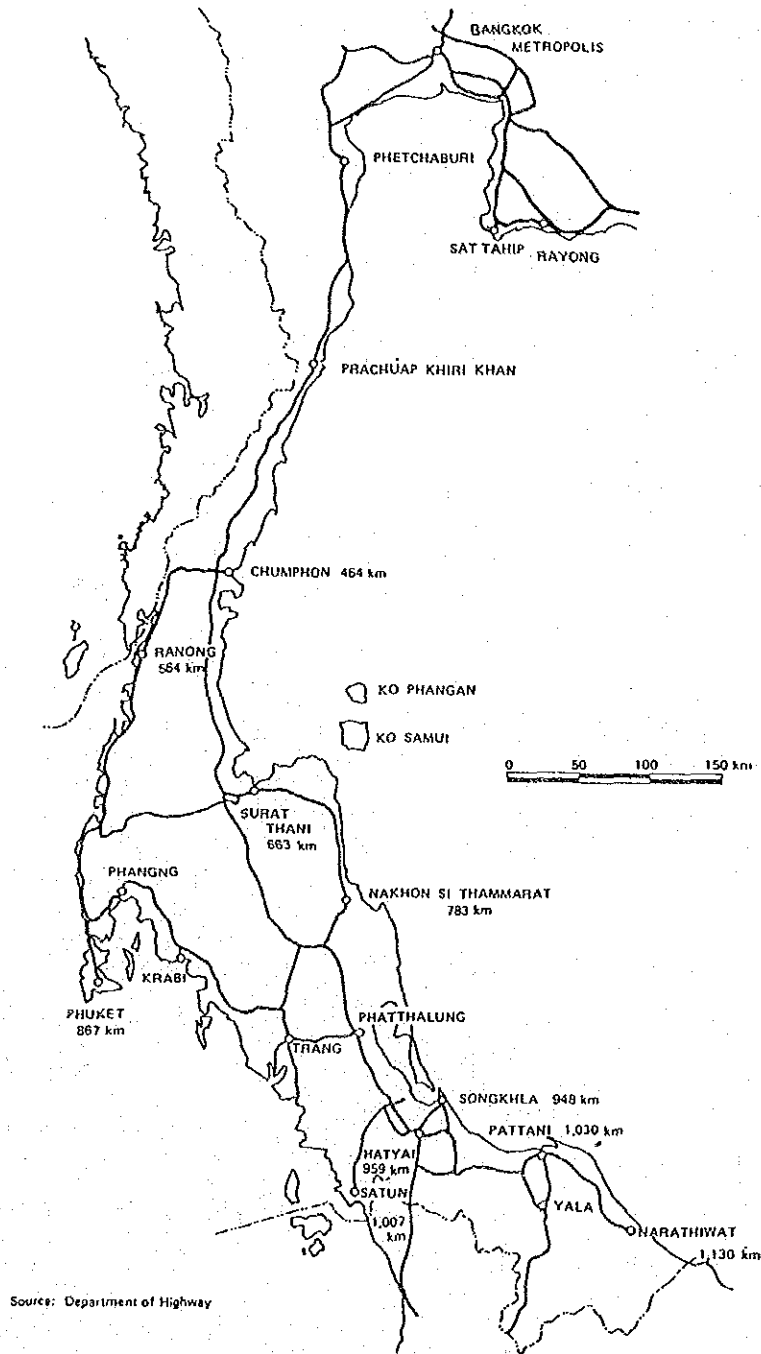 BANGKOK
METROPOLIS
PHETCHABURI
SAT TAHIP
RAYONG
PRACHUAP KHIRI KHAN
CHUMPHON 464 km
RANONG
564 km
KO PHANGAN
KO SAMUI
0 50 100 150 km
SURAT
THANI
663 km
PHANGNG
NAKHON SI THAMMARAT
783 km
KRABI
PHUKET
867 km
PHATTHALUNG
TRANG
SONGKHLA 948 km
PATTANI 1,030 km
HATYAI
959 km
SATUN
1,007
km
YALA
NARATHIWAT
1,130 km
Source: Department of Highway